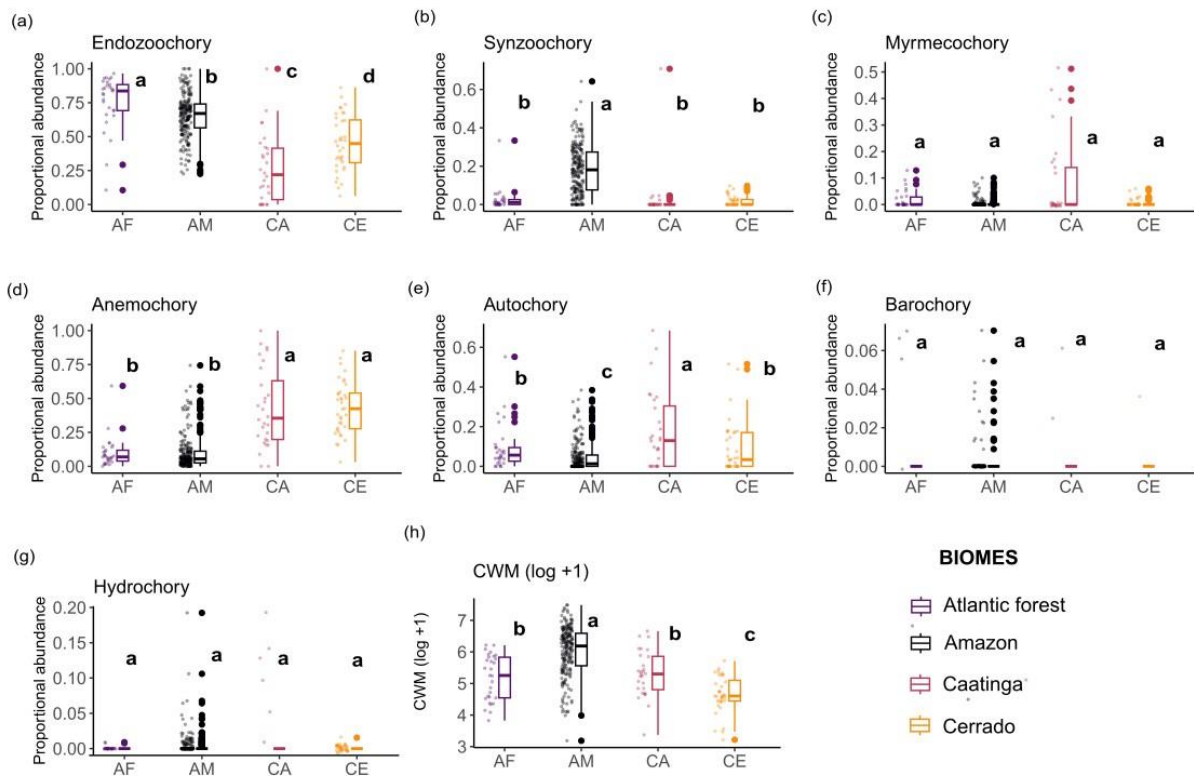 (a)
Endozoochory
Proportional abundance
1.00
0.75
0.50
0.25
0.00
a
b
c
d
AF AM CA CE
(b)
Synzoochory
Proportional abundance
0.6
0.4
0.2
0.0
b
a
b
b
AF AM CA CE
(c)
Myrmecochory
Proportional abundance
0.5
0.4
0.3
0.2
0.1
0.0
a
a
a
a
AF AM CA CE
(d)
Anemochory
Proportional abundance
1.00
0.75
0.50
0.25
0.00
b
b
a
a
AF AM CA CE
(e)
Autochory
Proportional abundance
0.6
0.4
0.2
0.0
b
c
a
b
AF AM CA CE
(f)
Barochory
Proportional abundance
0.06
0.04
0.02
0.00
a
a
a
a
AF AM CA CE
(g)
Hydrochory
Proportional abundance
0.20
0.15
0.10
0.05
0.00
a
a
a
a
AF AM CA CE
(h)
CWM (log +1)
CWM (log +1)
7
6
5
4
3
b
a
b
c
AF AM CA CE
BIOMES
Atlantic forest
Amazon
Caatinga
Cerrado